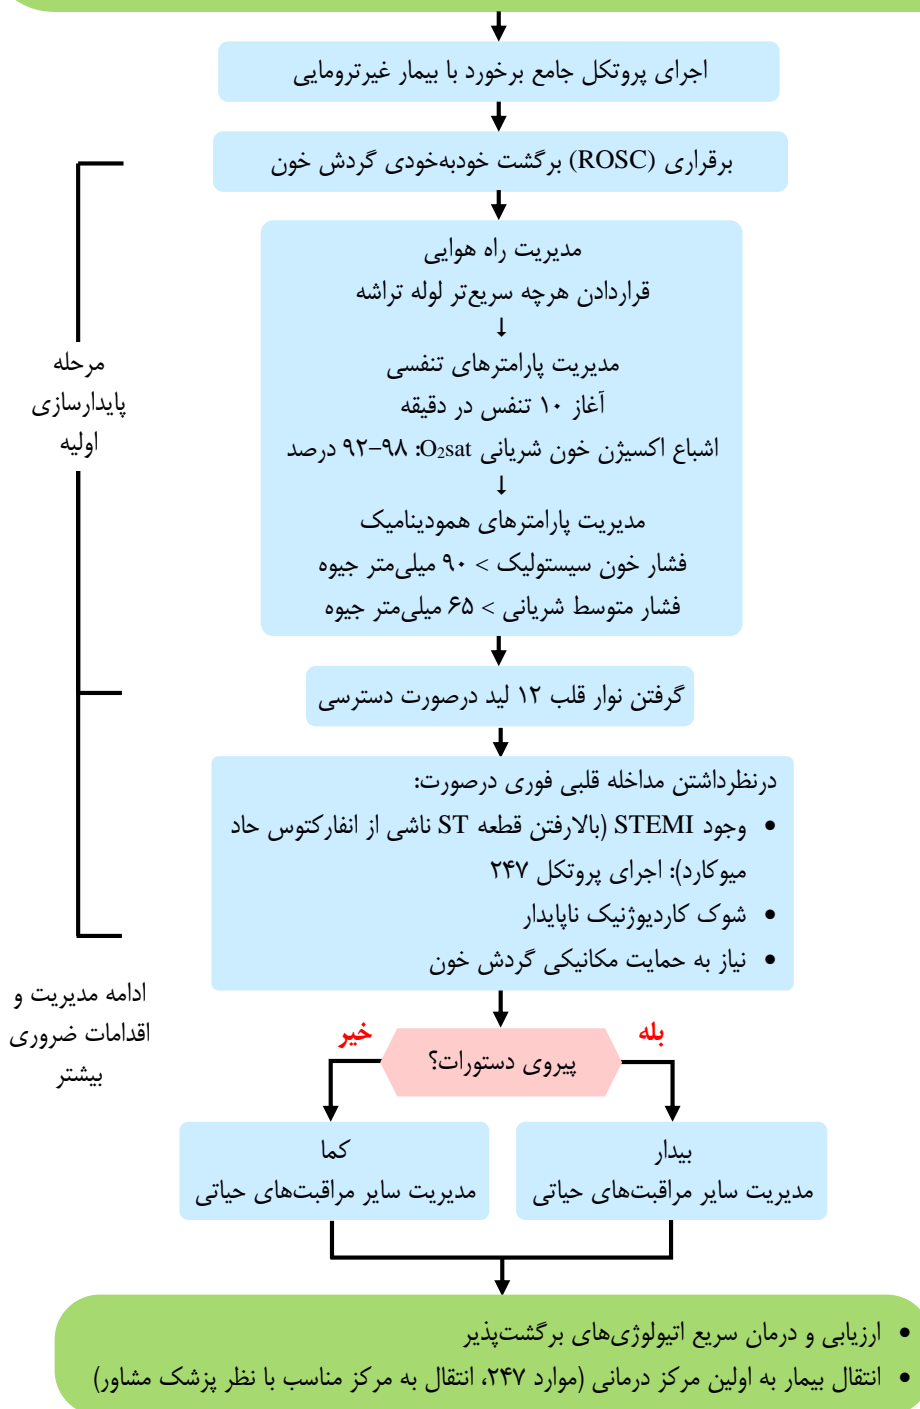 اجرای پروتکل جامع برخورد با بیمار غیرترومایی
برقراری (ROSC) برگشت خودبه‌خودی گردش خون
مدیریت راه هوایی
قراردادن هرچه سریع‌تر لوله تراشه
↓
مدیریت پارامترهای تنفسی
آغاز ۱۰ تنفس در دقیقه
اشباع اکسیژن خون شریانی O₂sat: ۹۲–۹۸ درصد
↓
مدیریت پارامترهای همودینامیک
فشار خون سیستولیک > ۹۰ میلی‌متر جیوه
فشار متوسط شریانی > ۶۵ میلی‌متر جیوه
مرحله
پایدارسازی
اولیه
گرفتن نوار قلب ۱۲ لید درصورت دسترسی
درنظرداشتن مداخله قلبی فوری درصورت:
• وجود STEMI (بالارفتن قطعه ST ناشی از انفارکتوس حاد
میوکارد): اجرای پروتکل ۲۴۷
• شوک کاردیوژنیک ناپایدار
• نیاز به حمایت مکانیکی گردش خون
ادامه مدیریت و
اقدامات ضروری
بیشتر
پیروی دستورات؟
بله
خیر
بیدار
مدیریت سایر مراقبت‌های حیاتی
کما
مدیریت سایر مراقبت‌های حیاتی
• ارزیابی و درمان سریع اتیولوژی‌های برگشت‌پذیر
• انتقال بیمار به اولین مرکز درمانی (موارد ۲۴۷، انتقال به مرکز مناسب با نظر پزشک مشاور)